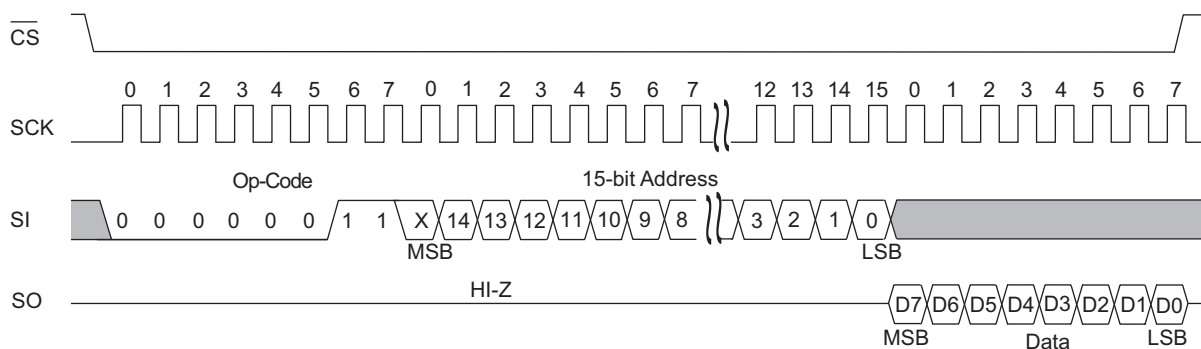 CS
0 1 2 3 4 5 6 7 0 1 2 3 4 5 6 7 12 13 14 15 0 1 2 3 4 5 6 7
SCK
Op-Code 15-bit Address
SI 0 0 0 0 0 0 1 1 X 14 13 12 11 10 9 8 3 2 1 0
MSB LSB
HI-Z
SO D7 D6 D5 D4 D3 D2 D1 D0
MSB Data LSB